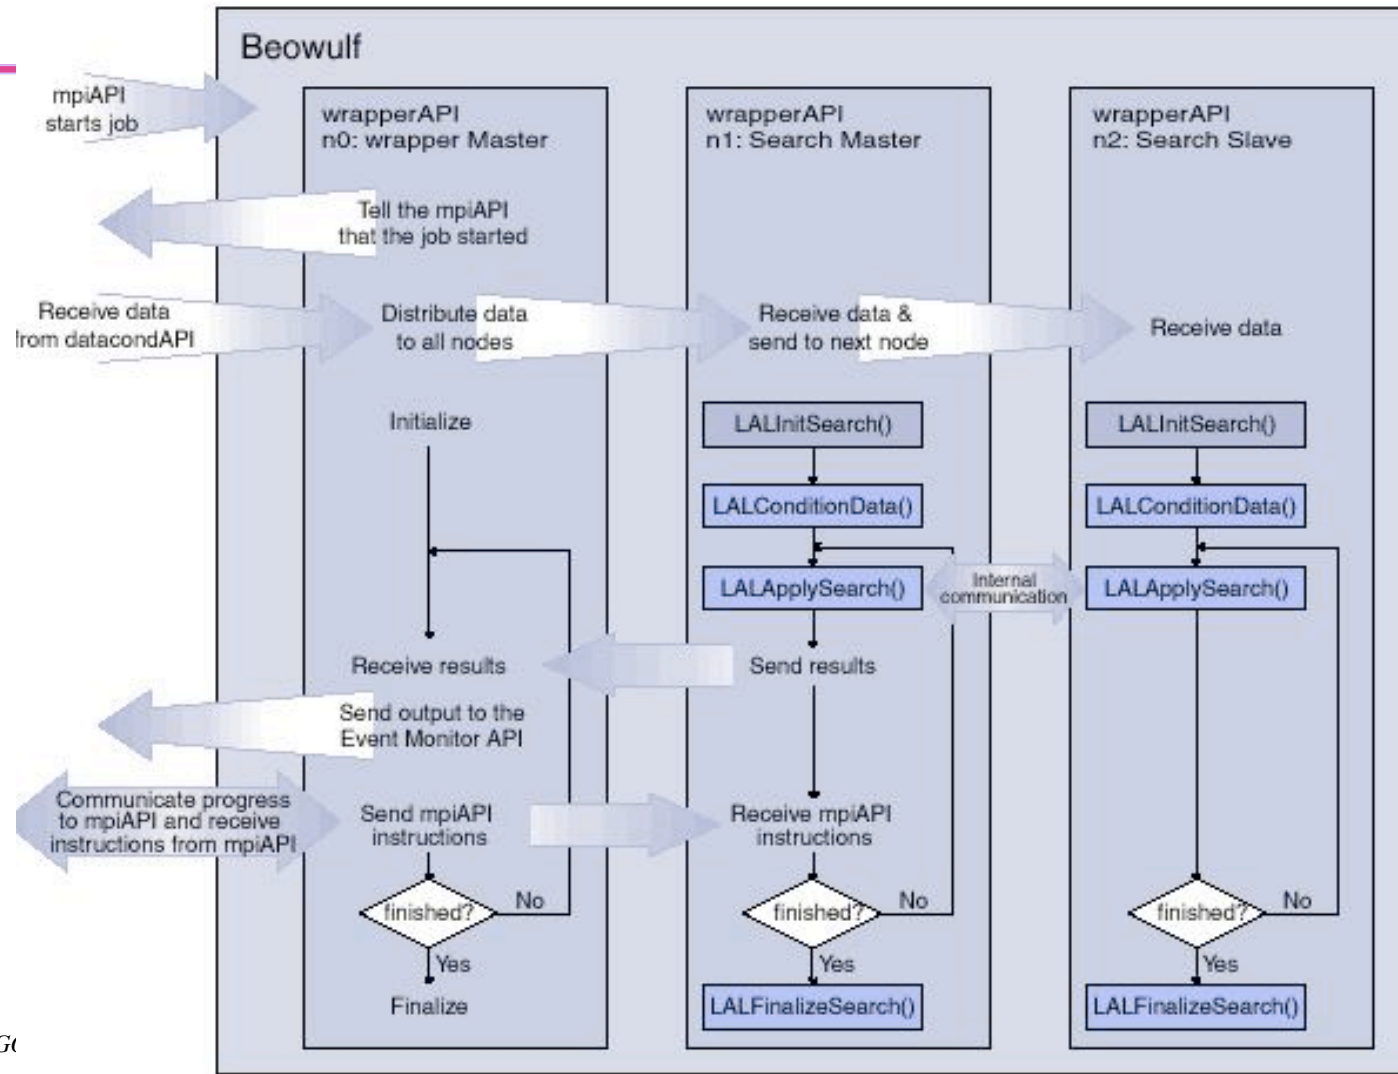 Beowulf
mpiAPI
starts job
wrapperAPI
n0: wrapper Master
wrapperAPI
n1: Search Master
wrapperAPI
n2: Search Slave
Tell the mpiAPI
that the job started
Receive data
from datacondAPI
Distribute data
to all nodes
Receive data &
send to next node
Receive data
Initialize
LALInitSearch()
LALInitSearch()
LALConditionData()
LALConditionData()
LALApplySearch()
Internal
communication
LALApplySearch()
Receive results
Send results
Send output to the
Event Monitor API
Communicate progress
to mpiAPI and receive
instructions from mpiAPI
Send mpiAPI
instructions
Receive mpiAPI
instructions
finished?
No
finished?
No
finished?
No
Yes
Yes
Yes
Finalize
LALFinalizeSearch()
LALFinalizeSearch()